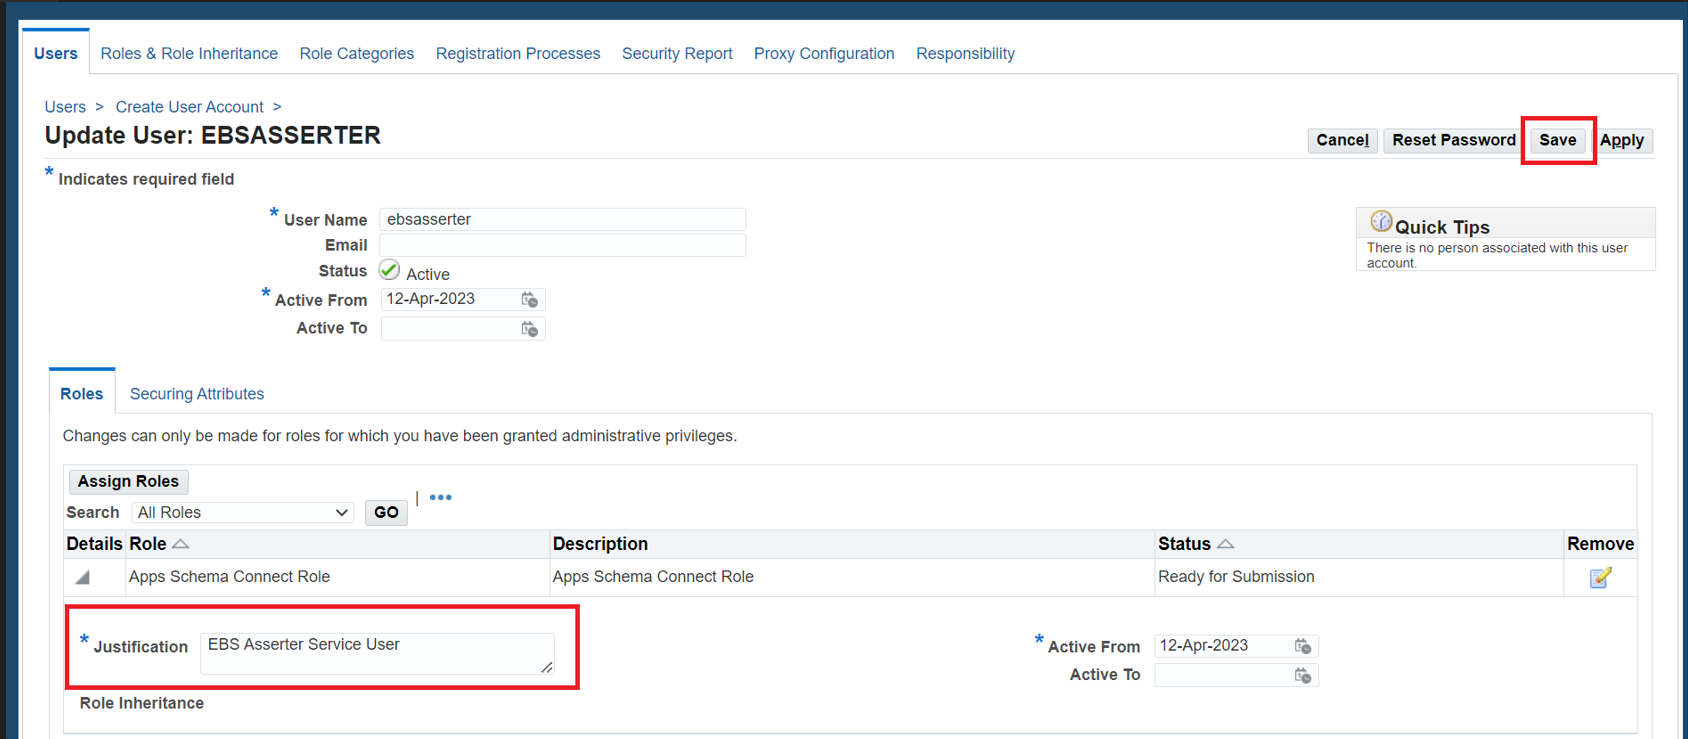 Users Roles & Role Inheritance Role Categories Registration Processes Security Report Proxy Configuration Responsibility
Users > Create User Account >
Update User: EBSASSERTER
Cancel Reset Password Save Apply
* Indicates required field
* User Name ebsasserter
Email
Status Active
* Active From 12-Apr-2023
Active To
Quick Tips
There is no person associated with this user
account.
Roles Securing Attributes
Changes can only be made for roles for which you have been granted administrative privileges.
Assign Roles
Search All Roles GO | •••
Details Role Description Status Remove
Apps Schema Connect Role Apps Schema Connect Role Ready for Submission
* Justification EBS Asserter Service User
* Active From 12-Apr-2023
Active To
Role Inheritance